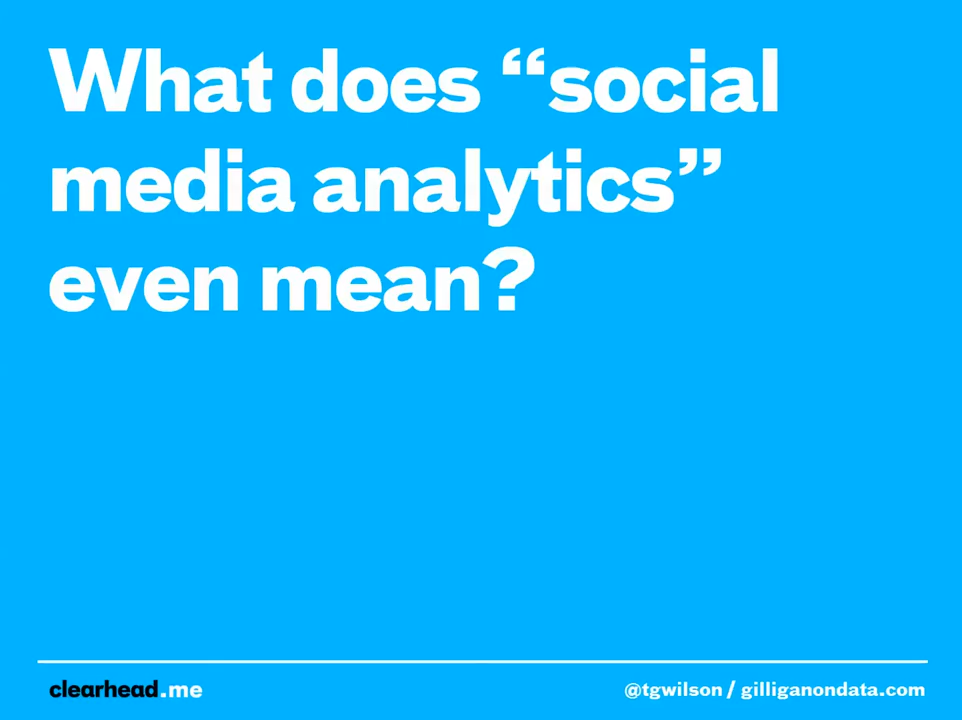 What does “social
media analytics”
even mean?
clearhead.me
@tgwilson / gilliganondata.com